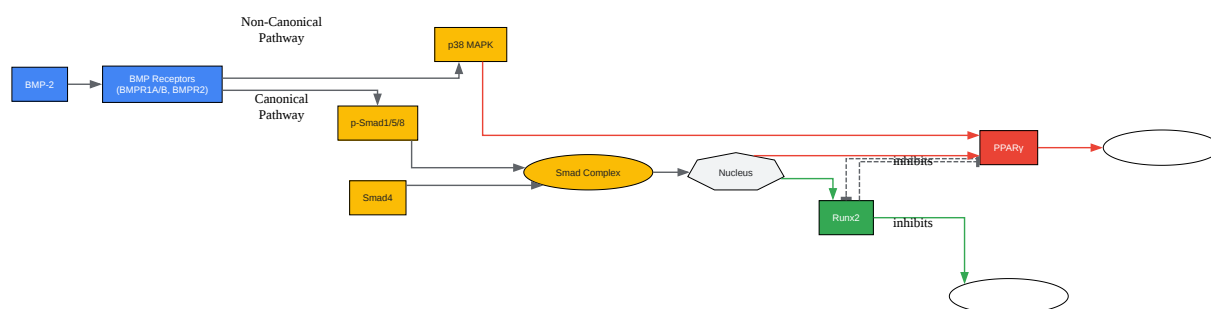 Non-Canonical
Pathway
p38 MAPK
BMP-2
BMP Receptors
(BMPR1A/B, BMPR2)
Canonical
Pathway
p-Smad1/5/8
PPARγ
inhibits
Smad Complex
Nucleus
Smad4
Runx2
inhibits